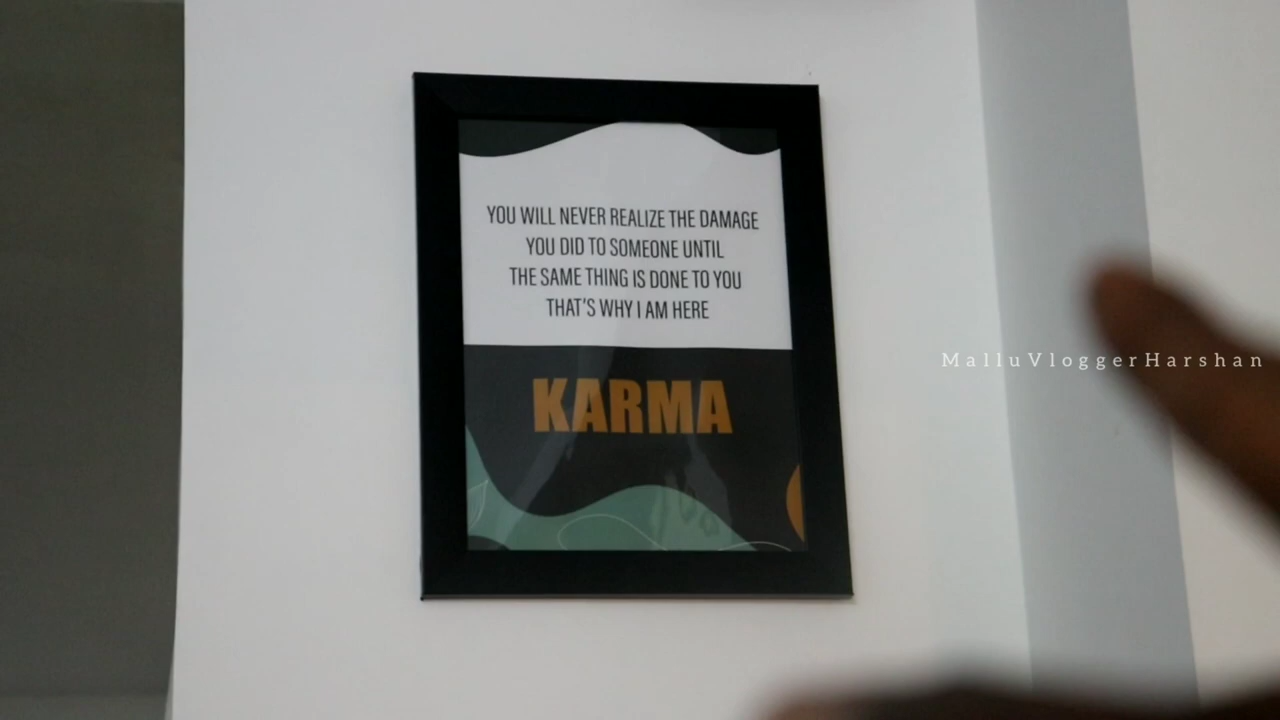 YOU WILL NEVER REALIZE THE DAMAGE
YOU DID TO SOMEONE UNTIL
THE SAME THING IS DONE TO YOU
THAT'S WHY I AM HERE
KARMA
MalluVloggerHarshan